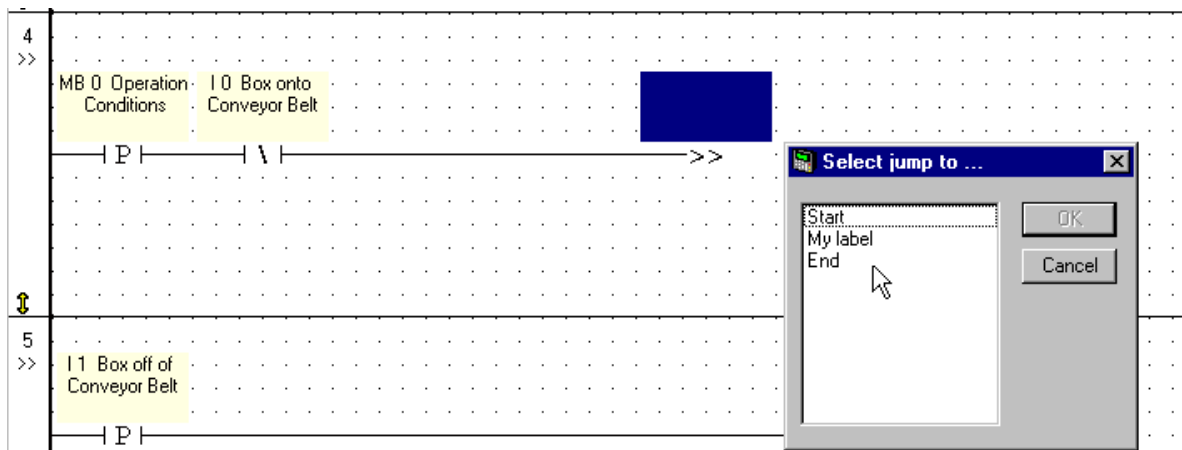 4
>>
MB 0 Operation
Conditions
I 0 Box onto
Conveyor Belt
P
>>
Select jump to ...
Start
My label
End
OK
Cancel
5
>>
I 1 Box off of
Conveyor Belt
P